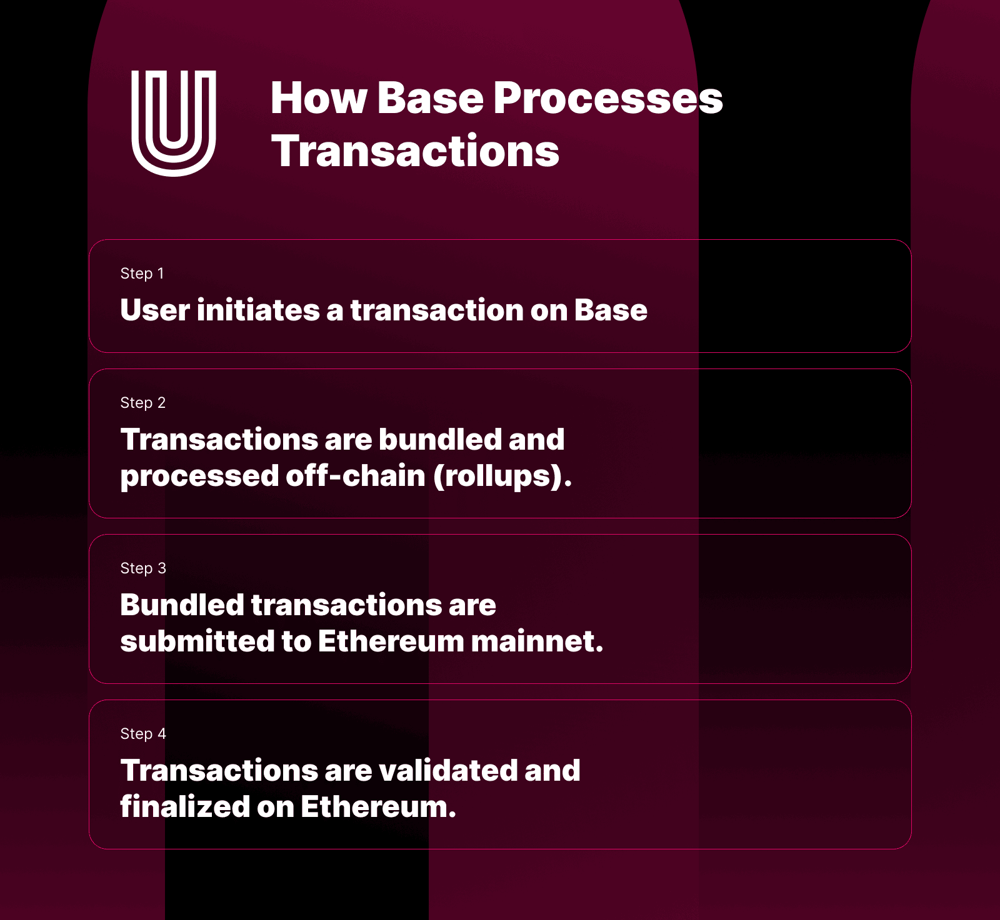 How Base Processes
Transactions
Step 1
User initiates a transaction on Base
Step 2
Transactions are bundled and
processed off-chain (rollups).
Step 3
Bundled transactions are
submitted to Ethereum mainnet.
Step 4
Transactions are validated and
finalized on Ethereum.